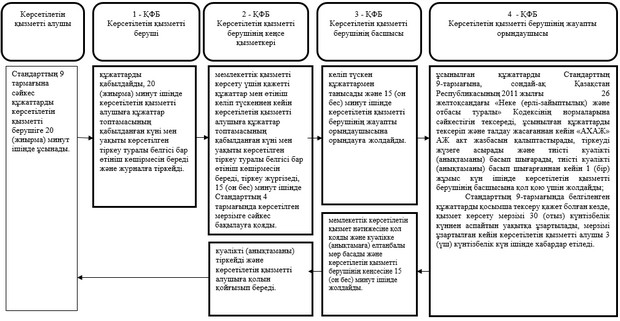 Көрсетілетін
қызметті алушы
1 - ҚФБ
Көрсетілетін қызметті
беруші
2 - ҚФБ
Көрсетілетін қызметті
берушінің кеңсе
қызметкері
3 - ҚФБ
Көрсетілетін қызметті
берушінің басшысы
4 - ҚФБ
Көрсетілетін қызметті берушінің жауапты
орындаушысы
Стандарттың 9
тармағына
сәйкес
құжаттарды
көрсетілетін
қызметті
берушіге 20
(жиырма) минут
ішінде ұсынады.
құжаттарды
қабылдайды, 20
(жиырма) минут ішінде
көрсетілетін қызметті
алушыға құжаттар
топтамасының
қабылданған күні мен
уақыты көрсетілген
тіркеу туралы белгісі бар
өтініш көшірмесін береді
және журналға тіркейді.
мемлекеттік қызметті
көрсету үшін қажетті
құжаттар мен өтініш
келіп түскеннен кейін
көрсетілетін қызметті
алушыға құжаттар
топтамасының
қабылданған күні мен
уақыты көрсетілген
тіркеу туралы белгісі бар
өтініш көшірмесін
береді, тіркеу жүргізеді,
15 (он бес) минут ішінде
Стандарттың 4
тармағында көрсетілген
мерзімге сәйкес
бақылауға қояды.
келіп түскен
құжаттармен
танысады және 15 (он
бес) минут ішінде
көрсетілетін қызметті
берушінің жауапты
орындаушысына
орындауға жолдайды.
ұсынылған құжаттарды Стандарттың
9-тармағына, сондай-ақ Қазақстан
Республикасының 2011 жылғы 26
желтоқсандағы «Неке (ерлі-зайыптылық) және
отбасы туралы» Кодексінің нормаларына
сәйкестігін тексереді, ұсынылған құжаттарды
тексеріп және талдау жасағаннан кейін «АХАЖ»
АЖ акт жазбасын қалыптастырады, тіркеуді
жүзеге асырады және тиісті куәлікті
(анықтаманы) басып шығарады, тиісті куәлікті
(анықтаманы) басып шығарғаннан кейін 1 (бір)
жұмыс күн ішінде көрсетілетін қызметті
берушінің басшысына қол қою үшін жолдайды;
Стандарттың 9-тармағында белгіленген
құжаттарды қосымша тексеру қажет болған кезде,
қызмет көрсету мерзімі 30 (отыз) күнтізбелік
күннен аспайтын уақытқа ұзартылады, мерзімі
ұзартылған кейін көрсетілетін қызметті алушы 3
(үш) күнтізбелік күн ішінде хабардар етіледі.
мемлекеттік көрсетілетін
қызмет нәтижесіне қол
қояды және куәлікке
(анықтамаға) елтаңбалы
мөр басады және
көрсетілетін қызметті
берушінің кеңсесіне 15
(он бес) минут ішінде
жолдайды.
куәлікті (анықтаманы)
тіркейді және
көрсетілетін қызметті
алушыға қолын
қойғызып береді.